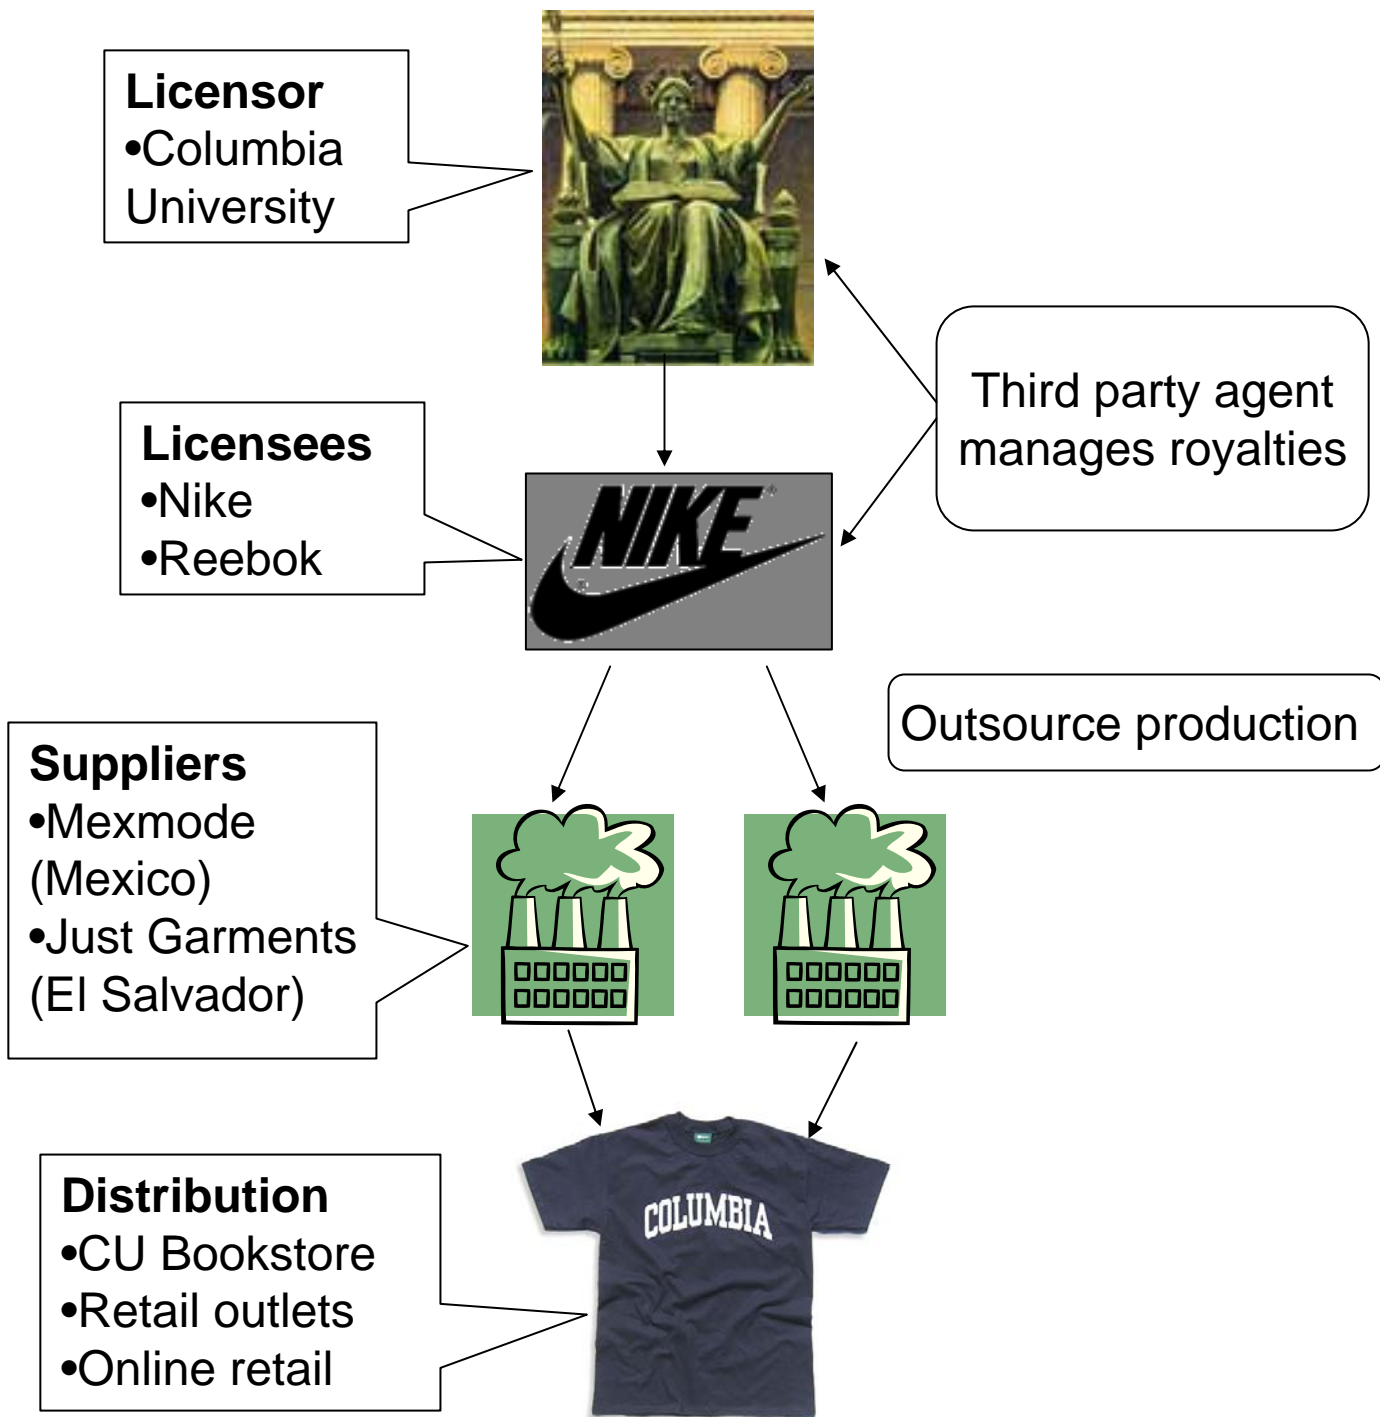 Licensor
•Columbia
University
Third party agent
manages royalties
Licensees
•Nike
•Reebok
NIKE
Outsource production
Suppliers
•Mexmode
(Mexico)
•Just Garments
(El Salvador)
Distribution
•CU Bookstore
•Retail outlets
•Online retail
COLUMBIA